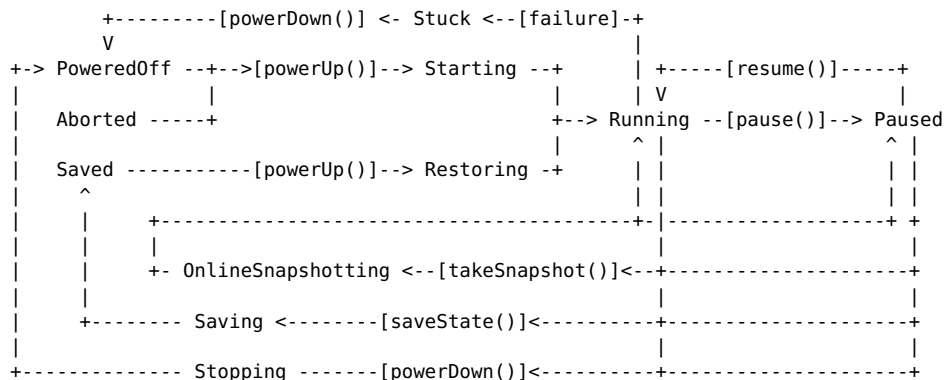 +---------[powerDown()] <- Stuck <--[failure]-+
V |
+-> PoweredOff --+-->[powerUp()]--> Starting --+ | +-----[resume()]-----+
| | | | V |
| Aborted -----+ +--> Running --[pause()]--> Paused
| | ^ | ^ |
| Saved -----------[powerUp()]--> Restoring -+ | | | |
| ^ | | | |
| | +-----------------------------------------+-|-------------------+ +
| | | | |
| | +- OnlineSnapshotting <--[takeSnapshot()]<--+---------------------+
| | | |
| +-------- Saving <--------[saveState()]<----------+---------------------+
| | |
+-------------- Stopping -------[powerDown()]<----------+---------------------+